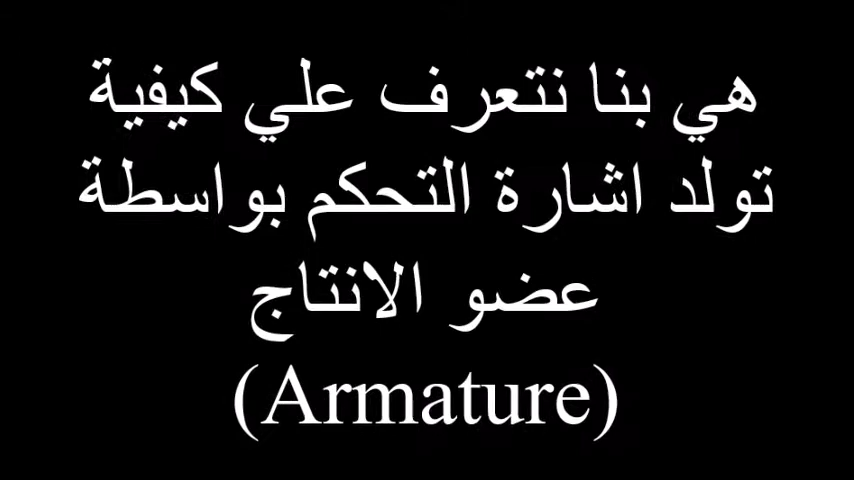 هي بنا نتعرف علي كيفية
تولد اشارة التحكم بواسطة
عضو الانتاج
(Armature)